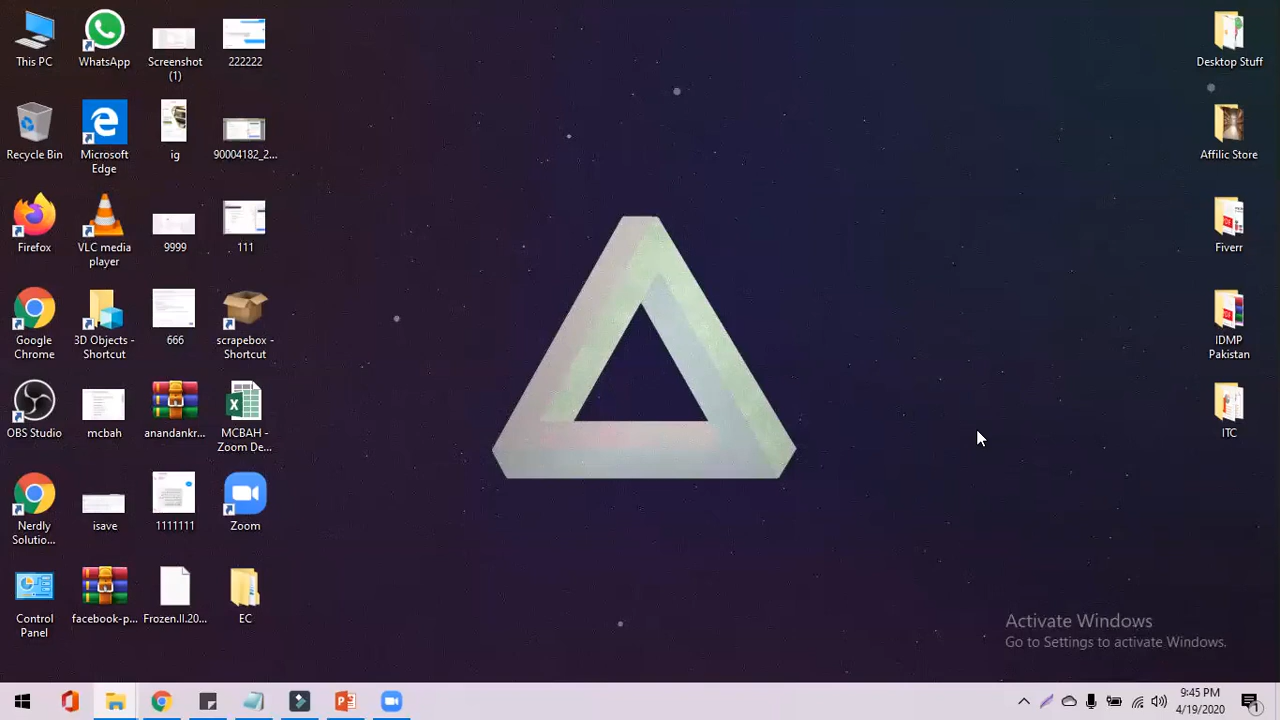 This PC
WhatsApp
Screenshot
(1)
222222
Desktop Stuff
Recycle Bin
Microsoft
Edge
ig
90004182_2...
Affilic Store
Firefox
VLC media
player
9999
111
Fiverr
Google
Chrome
3D Objects -
Shortcut
666
scrapebox -
Shortcut
IDMP
Pakistan
OBS Studio
mcbah
anandankr...
MCBAH -
Zoom De...
ITC
Nerdly
Solutio...
isave
1111111
Zoom
Control
Panel
facebook-p...
Frozen.II.20...
EC
Activate Windows
Go to Settings to activate Windows.
9:45 PM
4/19/2020
1